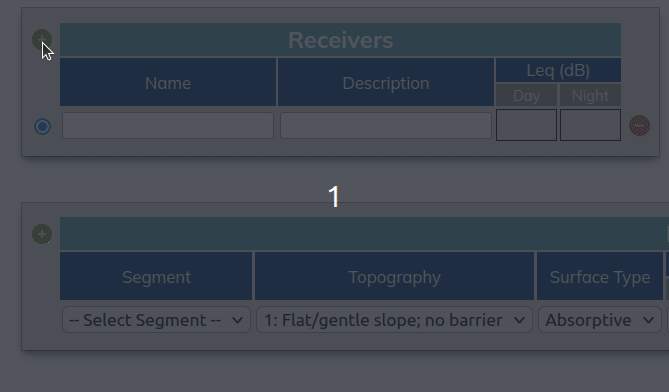 Receivers
Name Description Leq (dB)
Day Night
1
Segment Topography Surface Type
-- Select Segment -- 1: Flat/gentle slope; no barrier Absorptive